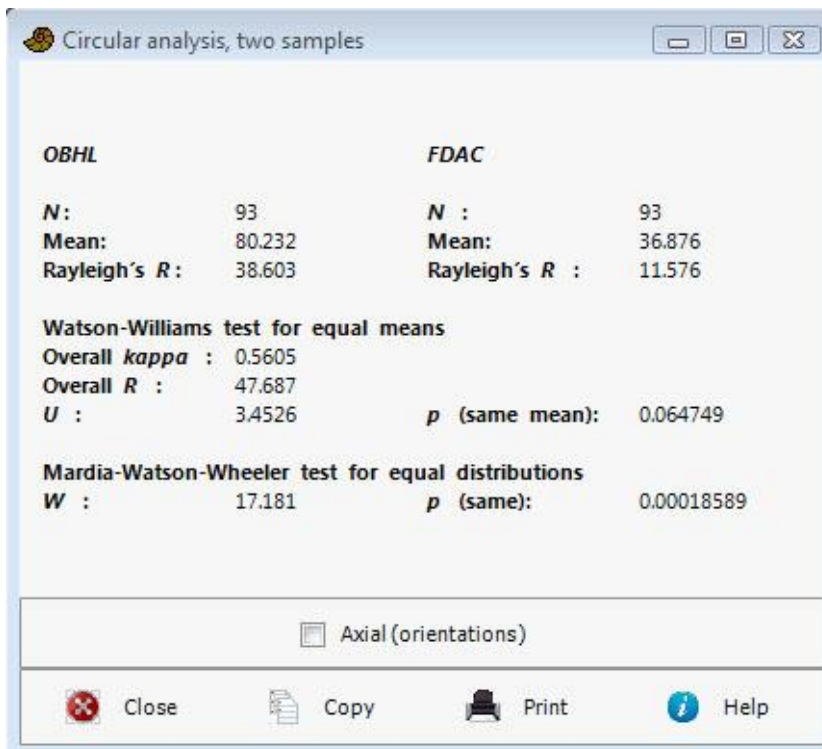 Circular analysis, two samples
OBHL FDAC
N: 93 N : 93
Mean: 80.232 Mean: 36.876
Rayleigh´s R: 38.603 Rayleigh´s R : 11.576
Watson-Williams test for equal means
Overall kappa : 0.5605
Overall R : 47.687
U : 3.4526 p (same mean): 0.064749
Mardia-Watson-Wheeler test for equal distributions
W : 17.181 p (same): 0.00018589
Axial (orientations)
Close Copy Print Help